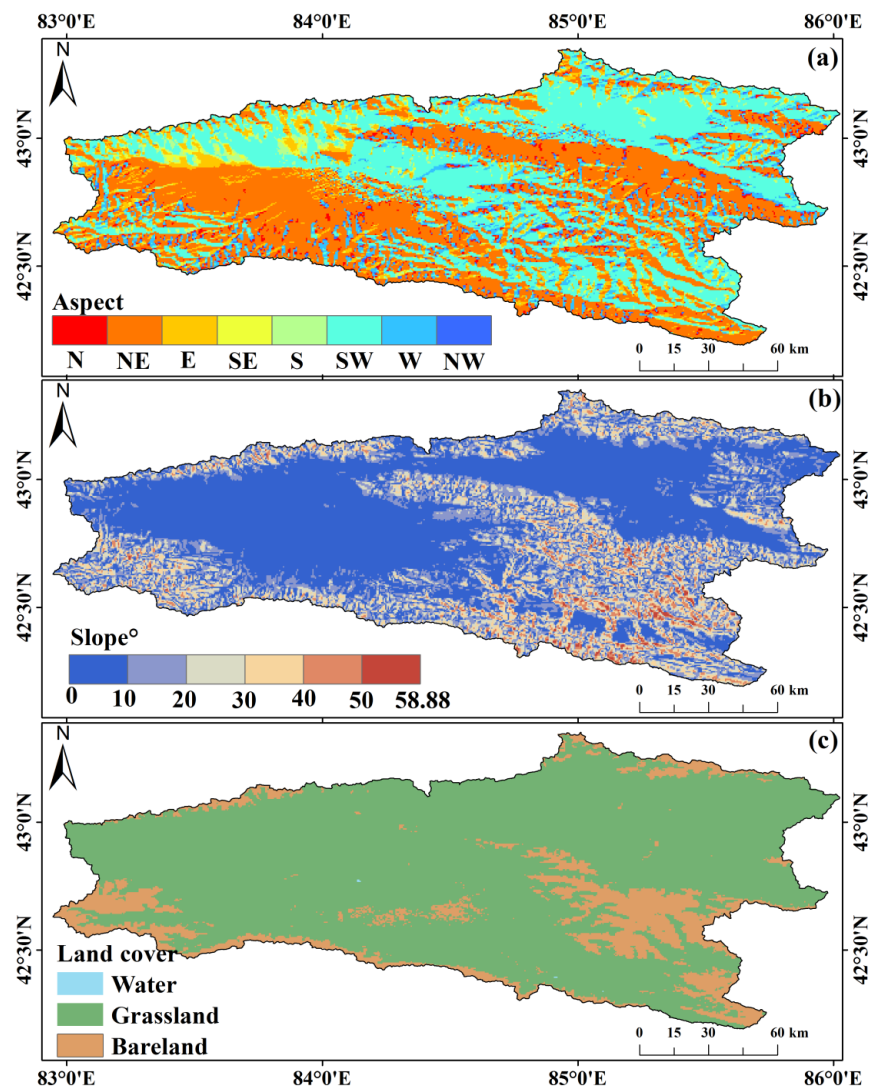 83°0'E 84°0'E 85°0'E 86°0'E
N
(a)
43°0'N
43°0'N
42°30'N
42°30'N
Aspect
N NE E SE S SW W NW
0 15 30 60 km
N
(b)
43°0'N
43°0'N
42°30'N
42°30'N
Slope°
0 10 20 30 40 50 58.88
0 15 30 60 km
N
(c)
43°0'N
43°0'N
42°30'N
42°30'N
Land cover
Water
Grassland
Bareland
0 15 30 60 km
83°0'E 84°0'E 85°0'E 86°0'E